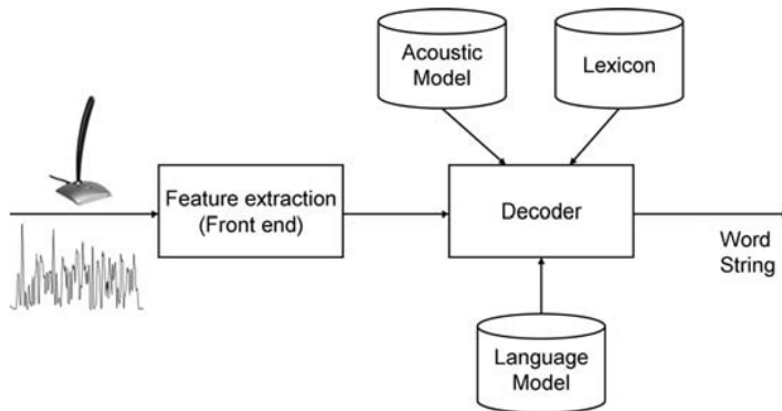 Acoustic
Model
Lexicon
Feature extraction
(Front end)
Decoder
Word
String
Language
Model